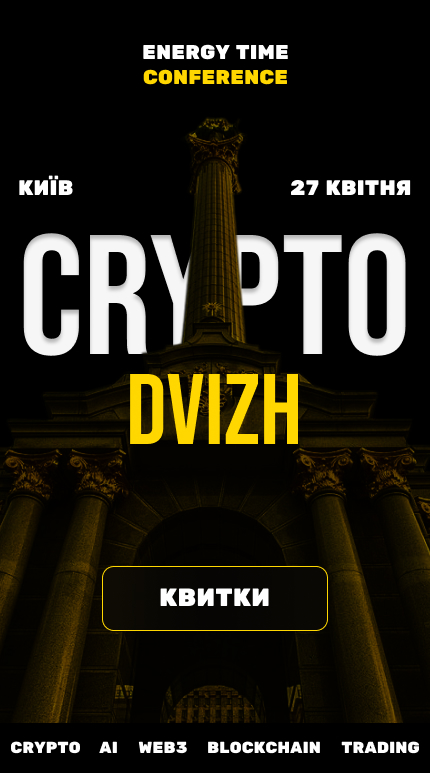 ENERGY TIME
CONFERENCE
КИЇВ
27 КВІТНЯ
CRYPTO
DVIZH
КВИТКИ
CRYPTO AI WEB3 BLOCKCHAIN TRADING